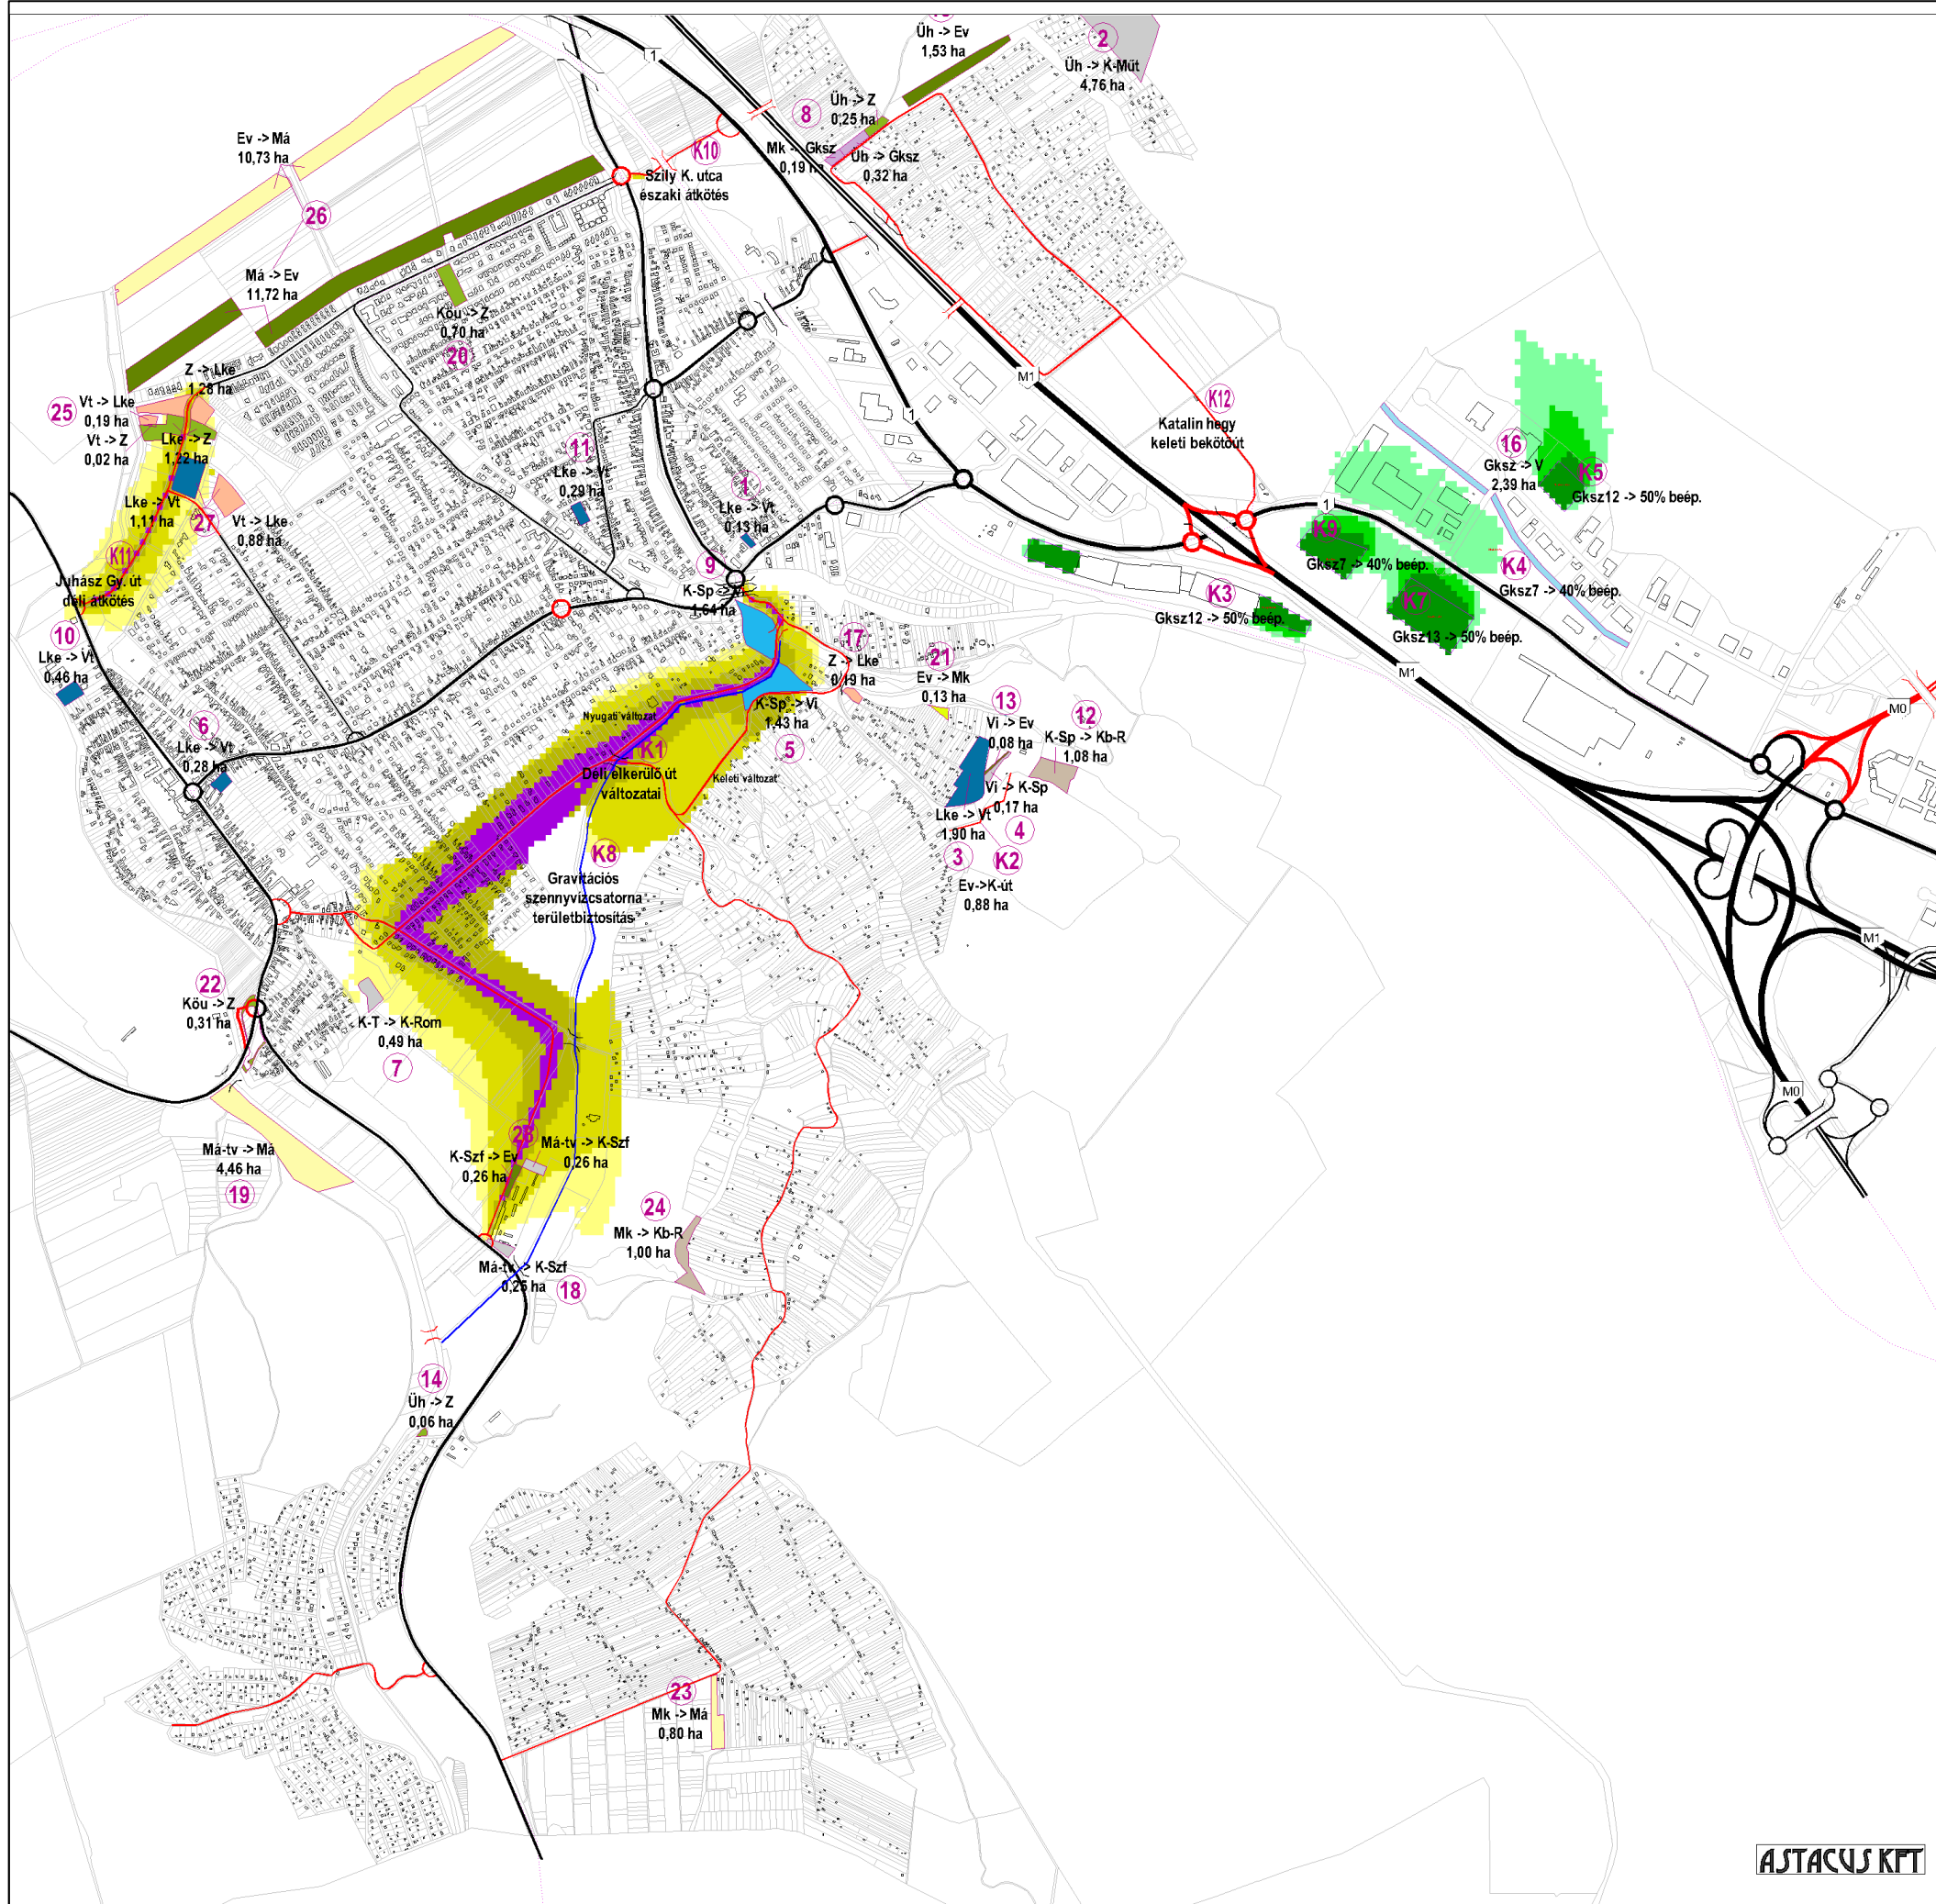 Üh -> Ev
1,53 ha
2
Üh -> K-Műt
4,76 ha
1
8
Üh -> Z
0,25 ha
Ev -> Má
10,73 ha
K10
Mk -> Gksz
0,19 ha
Üb -> Gksz
0,32 ha
Szily K. utca
északi átkötés
26
Má -> Ev
11,72 ha
Köu -> Z
0,70 ha
20
M1
Z -> Lke
1,28 ha
25
Vt -> Lke
0,19 ha
Vt -> Z
0,02 ha
Lke -> Z
1,22 ha
1
K12
Katalin hegy
keleti bekötőút
11
Lke -> Vt
0,29 ha
16
Gksz -> V
2,39 ha
K5
Gksz12 -> 50% beép.
1
Lke -> Vt
0,13 ha
Lke -> Vt
1,11 ha
27
Vt -> Lke
0,88 ha
1
K9
Gksz7 -> 40% beép.
K11
Juhász Gy. út
déli átkötés
9
K-Sp -> Vi
1,64 ha
K4
Gksz7 -> 40% beép.
K3
Gksz12 -> 50% beép.
K7
Gksz13 -> 50% beép.
10
Lke -> Vt
0,46 ha
17
Z -> Lke
0,19 ha
21
Ev -> Mk
0,13 ha
M1
6
Lke -> Vt
0,28 ha
Nyugati változat
K-Sp -> Vi
1,43 ha
5
13
Vi -> Ev
0,08 ha
12
K-Sp -> Kb-R
1,08 ha
M0
K1
Déli elkerülő út
változatai
Keleti változat
Vi -> K-Sp
0,17 ha
4
Lke -> Vt
1,90 ha
3
K2
Ev->K-út
0,88 ha
K8
Gravitációs
szennyvízcsatorna
területbiztosítás
M1
22
Köu -> Z
0,31 ha
K-T -> K-Rom
0,49 ha
7
M0
28
Má-tv -> K-Szf
0,26 ha
K-Szf -> Ev
0,26 ha
Má-tv -> Má
4,46 ha
19
24
Mk -> Kb-R
1,00 ha
Má-tv -> K-Szf
0,25 ha
18
14
Üh -> Z
0,06 ha
23
Mk -> Má
0,80 ha
ASTACUS KFT